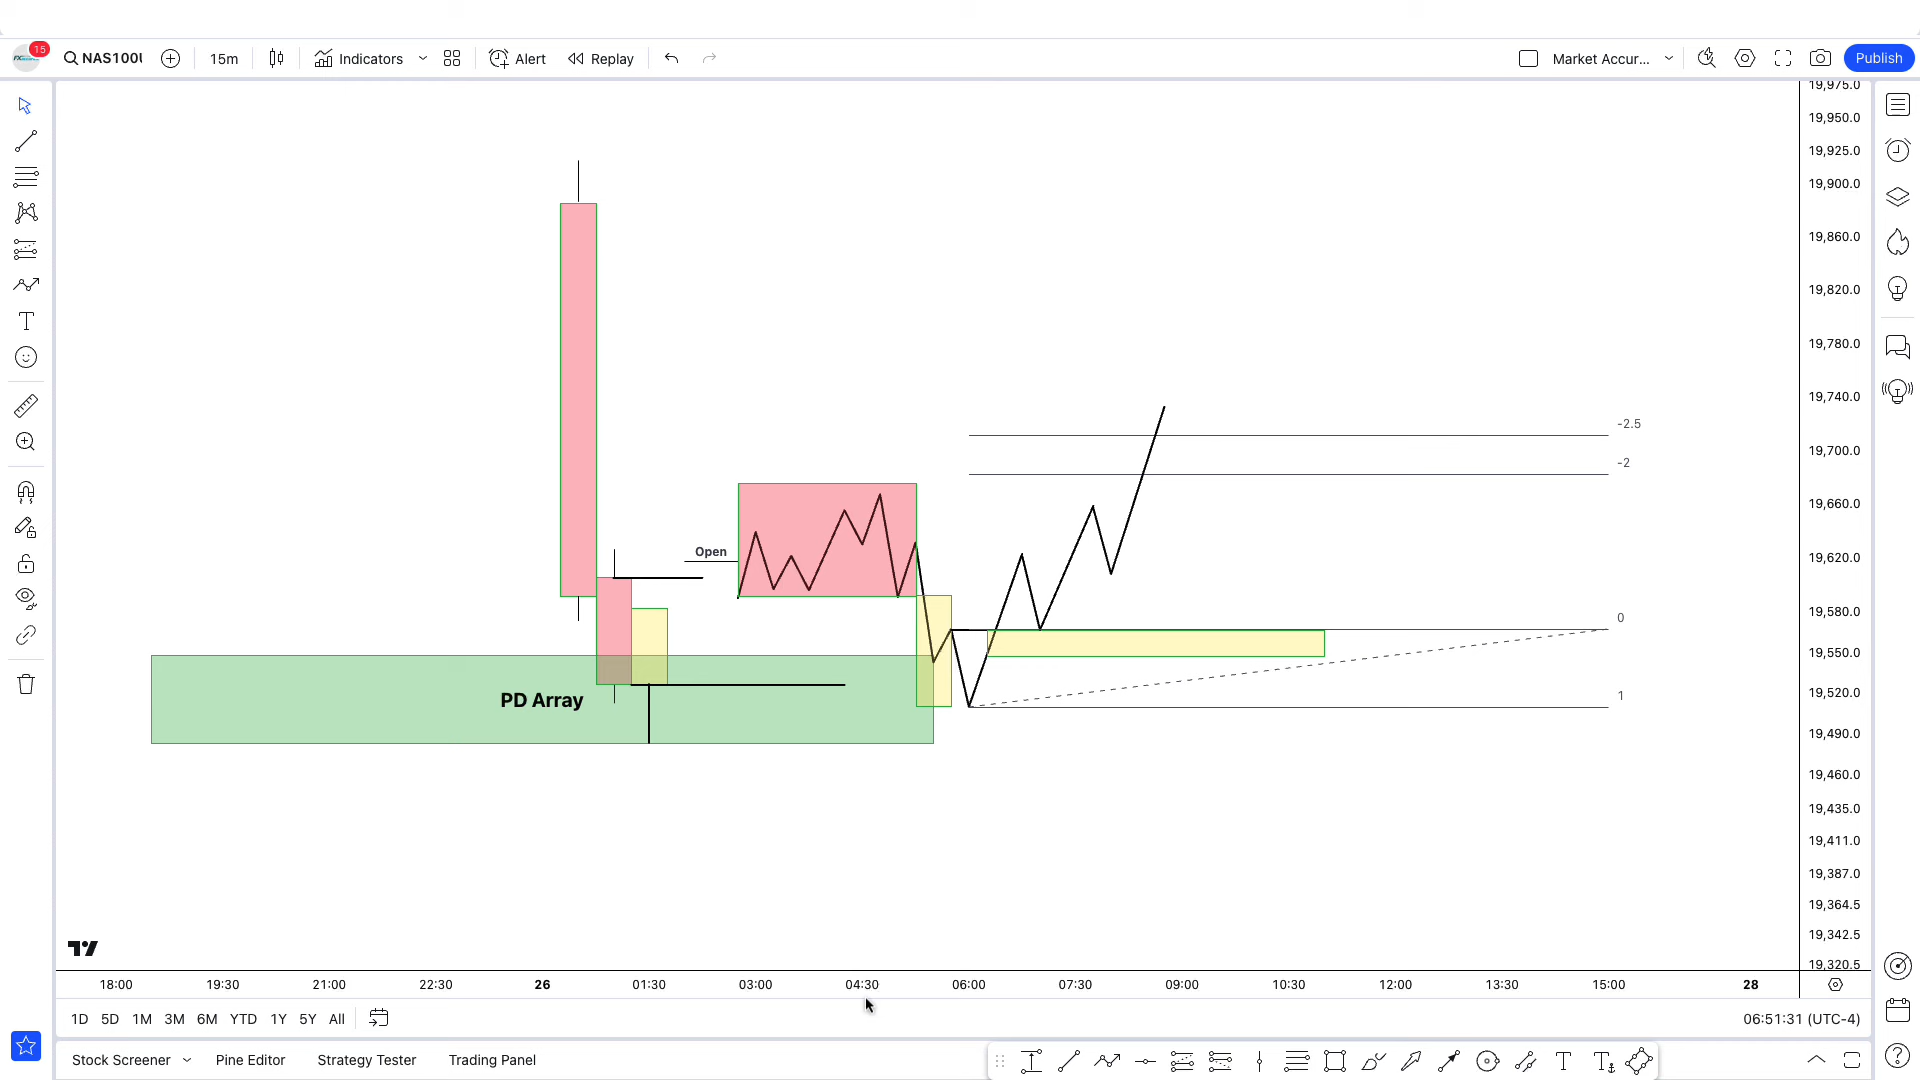 15
NAS100U
15m
Indicators
Alert
Replay
Market Accur...
Publish
19,975.0
19,950.0
19,925.0
19,900.0
19,860.0
19,820.0
19,780.0
19,740.0
19,700.0
19,660.0
19,620.0
19,580.0
19,550.0
19,520.0
19,490.0
19,460.0
19,435.0
19,411.0
19,387.0
19,364.5
19,342.5
19,320.5
-2.5
-2
Open
0
1
PD Array
18:00 19:30 21:00 22:30 26 01:30 03:00 04:30 06:00 07:30 09:00 10:30 12:00 13:30 15:00 28
1D 5D 1M 3M 6M YTD 1Y 5Y All
06:51:31 (UTC-4)
Stock Screener Pine Editor Strategy Tester Trading Panel